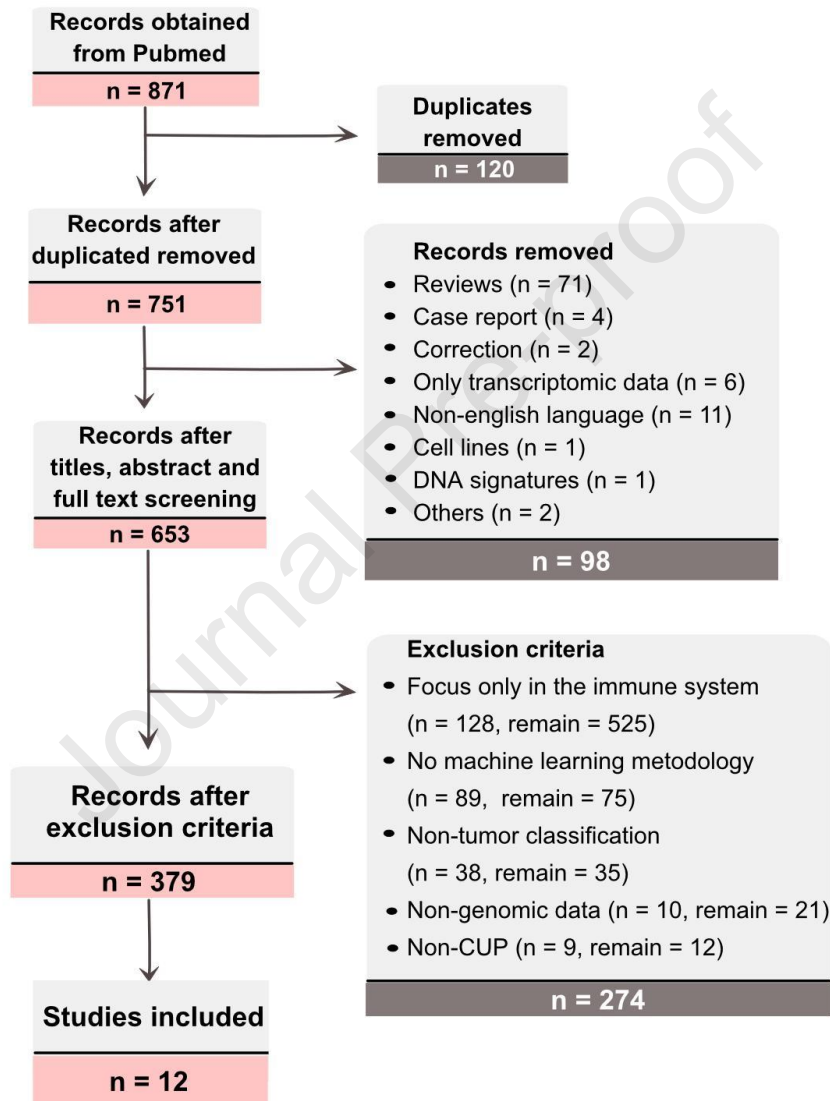 Records obtained
from Pubmed
n = 871
Duplicates
removed
n = 120
Records after
duplicated removed
n = 751
Records removed
• Reviews (n = 71)
• Case report (n = 4)
• Correction (n = 2)
• Only transcriptomic data (n = 6)
• Non-english language (n = 11)
• Cell lines (n = 1)
• DNA signatures (n = 1)
• Others (n = 2)
n = 98
Records after
titles, abstract and
full text screening
n = 653
Exclusion criteria
• Focus only in the immune system
(n = 128, remain = 525)
• No machine learning metodology
(n = 89, remain = 75)
• Non-tumor classification
(n = 38, remain = 35)
• Non-genomic data (n = 10, remain = 21)
• Non-CUP (n = 9, remain = 12)
n = 274
Records after
exclusion criteria
n = 379
Studies included
n = 12
Journal Pre-proof